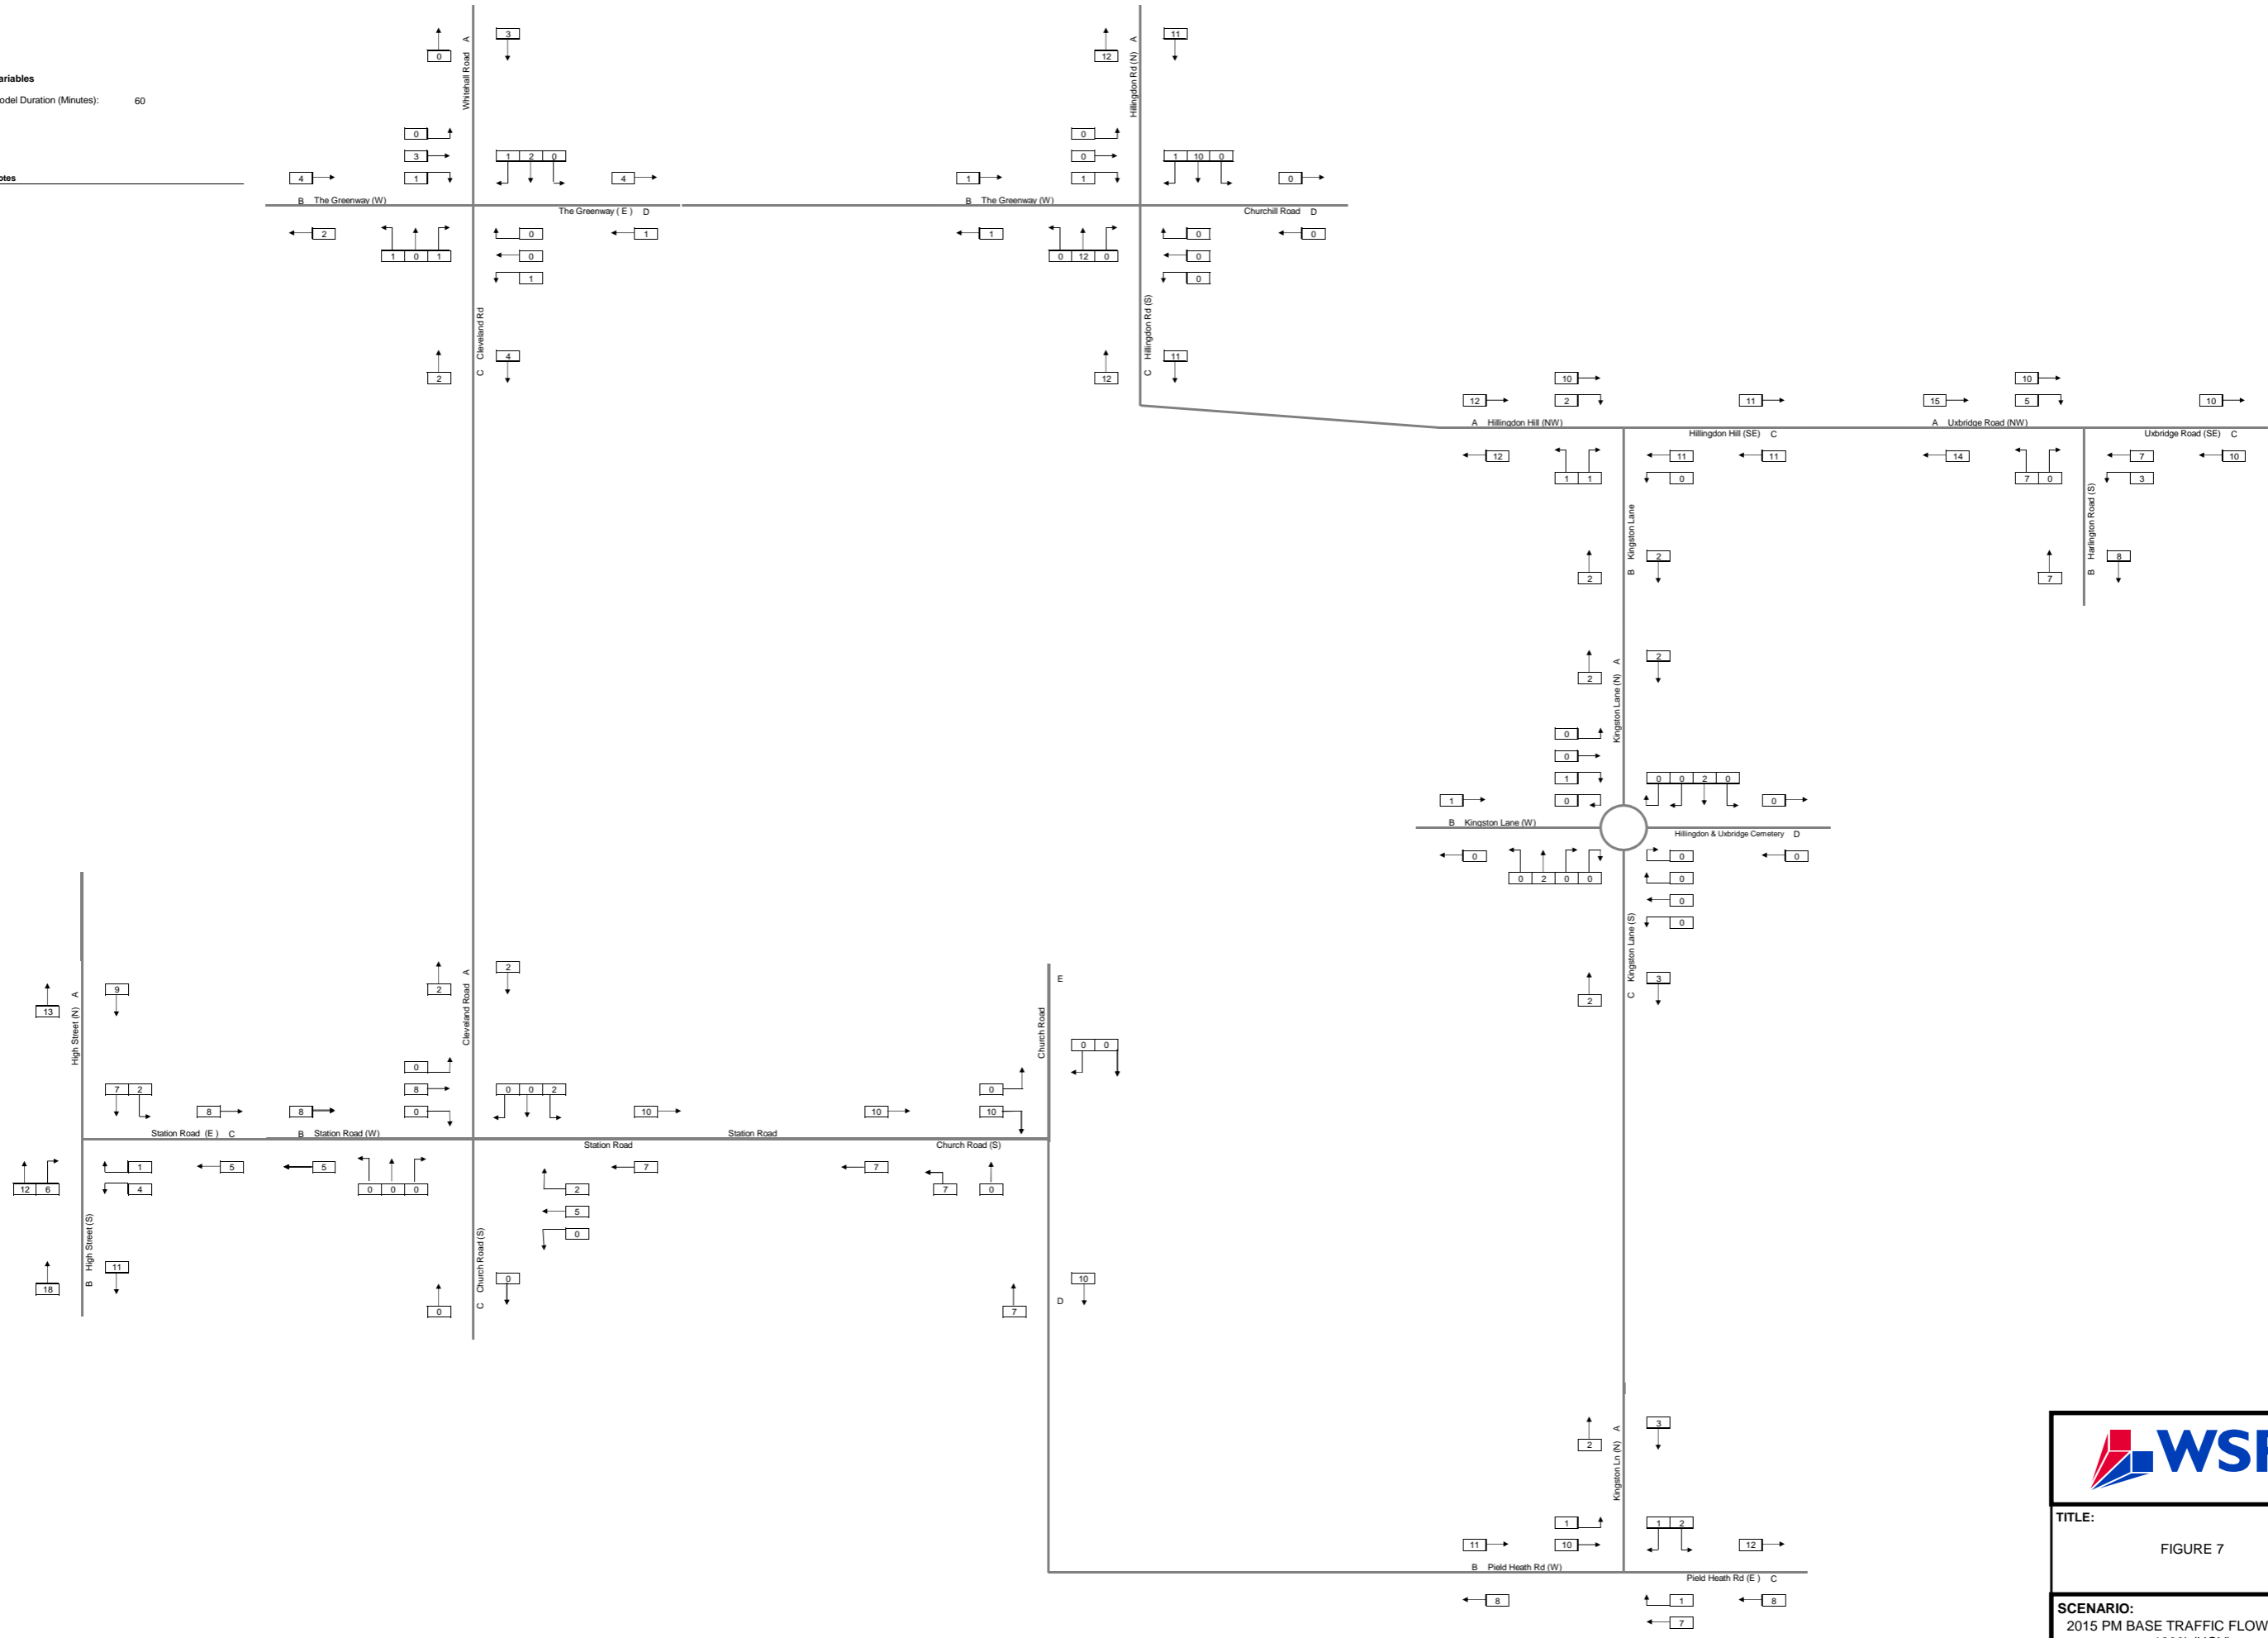 ariables
odel Duration (Minutes): 60
otes
Whitehall Road A
0
3
0
3
1
1 2 0
4
4
B The Greenway (W)
The Greenway ( E ) D
2
1 0 1
0
0
1
1
C Cleveland Rd
2
4
Hillingdon Rd (N) A
12
11
0
0
1
1 10 0
1
0
B The Greenway (W)
Churchill Road D
1
0 12 0
0
0
0
0
C Hillingdon Rd (S)
12
11
10
12
2
11
A Hillingdon Hill (NW)
Hillingdon Hill (SE) C
12
1 1
11
0
11
B Kingston Lane
2
2
10
15
5
10
A Uxbridge Road (NW)
Uxbridge Road (SE) C
14
7 0
7
3
10
B Harlington Road (S)
7
8
Kingston Lane (N) A
2
2
0
0
1
0
0 0 2 0
1
0
B Kingston Lane (W)
Hillingdon & Uxbridge Cemetery D
0
0 2 0 0
0
0
0
0
0
C Kingston Lane (S)
2
3
High Street (N) A
13
9
7 2
8
Station Road (E ) C
12 6
1
4
5
B High Street (S)
18
11
Cleveland Road A
2
2
0
8
0
0 0 2
8
10
B Station Road (W)
Station Road
5
0 0 0
2
5
0
7
C Church Road (S)
0
0
Station Road
E
Church Road
0 0
0
10
10
Church Road (S)
7
7
0
7
D
10
Kingston Ln (N) A
2
3
1
10
1 2
11
12
B Pield Heath Rd (W)
Pield Heath Rd (E ) C
8
1
7
8
WSP
TITLE:
FIGURE 7
SCENARIO:
2015 PM BASE TRAFFIC FLOW